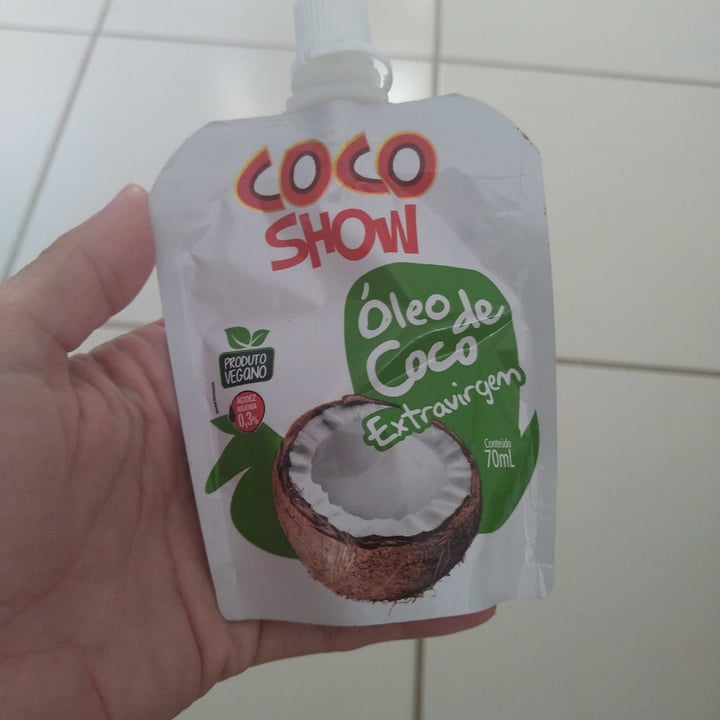 COCO
SHOW
Óleo de
Coco
Extravirgem
PRODUTO
VEGANO
ACIDEZ
MÁXIMA
0,3%
Conteúdo
70mL